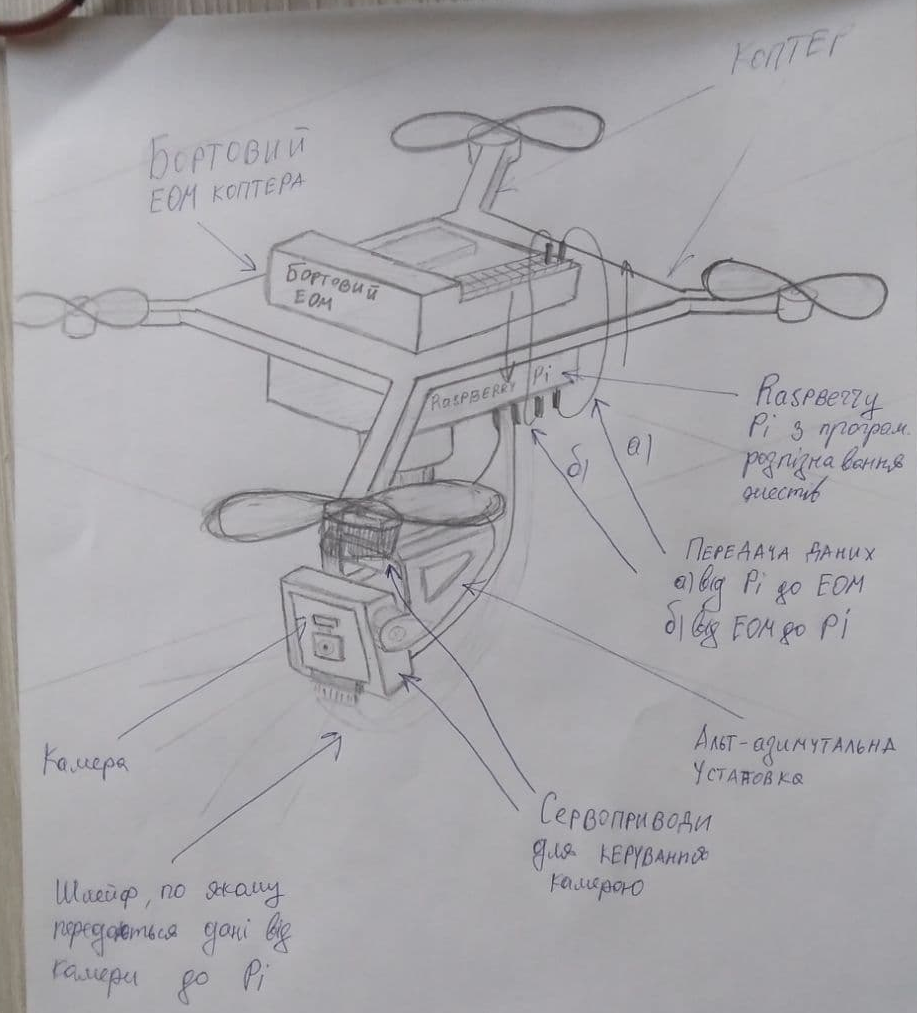 КОПТЕР
БОРТОВИЙ
ЕОМ КОПТЕРА
БОРТОВИЙ
ЕОМ
RASPBERRY Pi
RASPBERRY
Pi з програм.
розпізнавання
жестів
а)
б)
ПЕРЕДАЧА ДАНИХ
а) від Pi до ЕОМ
б) від ЕОМ до Pi
АЛЬТ-АЗИМУТАЛЬНА
УСТАНОВКА
Камера
СЕРВОПРИВОДИ
для КЕРУВАННЯ
камерою
Шлейф, по якому
передаються дані від
камери до Pi